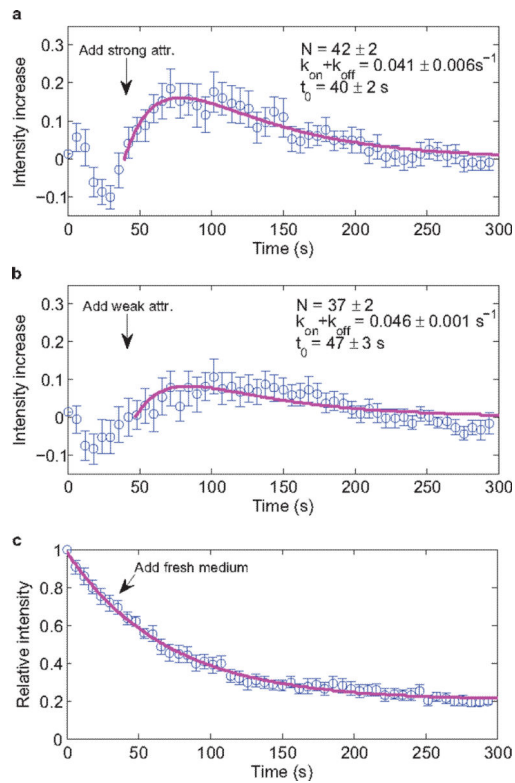 a
Add strong attr.
N = 42 ± 2
kon+koff = 0.041 ± 0.006s−1
t0 = 40 ± 2 s
Intensity increase
0.3
0.2
0.1
0
−0.1
0 50 100 150 200 250 300
Time (s)
b
Add weak attr.
N = 37 ± 2
kon+koff = 0.046 ± 0.001 s−1
t0 = 47 ± 3 s
Intensity increase
0.3
0.2
0.1
0
−0.1
0 50 100 150 200 250 300
Time (s)
c
Add fresh medium
Relative intensity
1
0.8
0.6
0.4
0.2
0
0 50 100 150 200 250 300
Time (s)